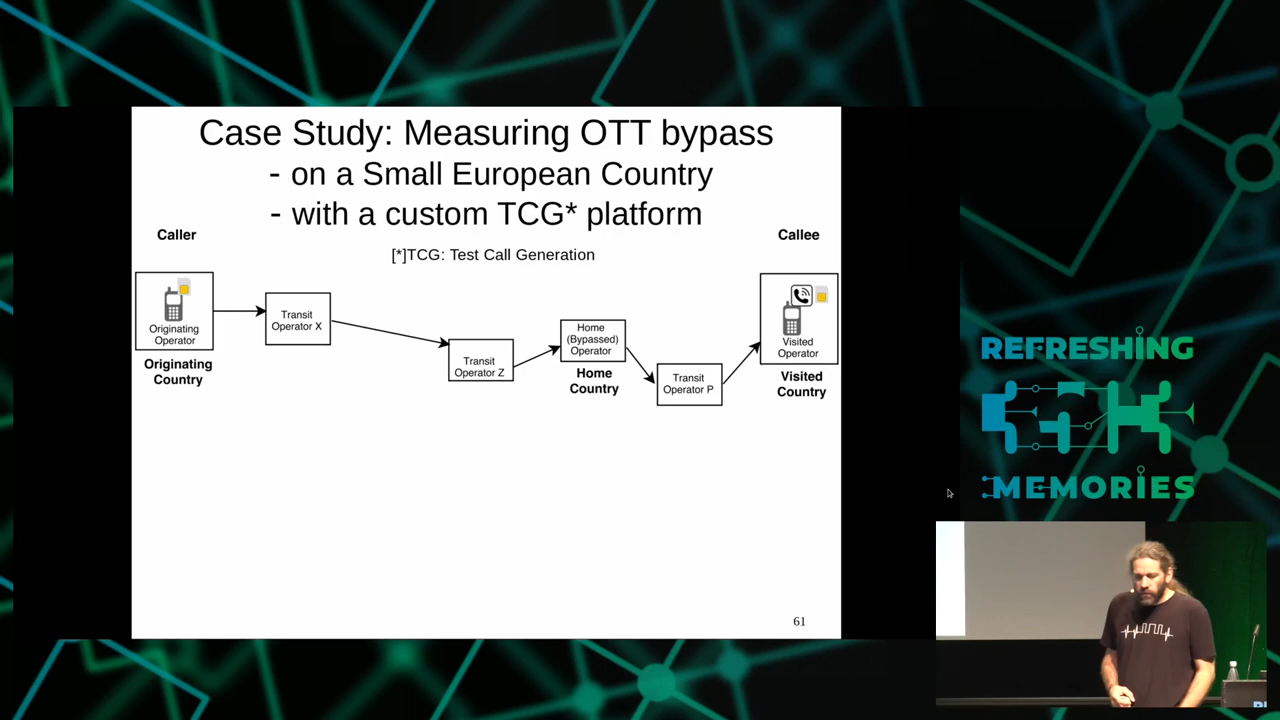 Case Study: Measuring OTT bypass
- on a Small European Country
- with a custom TCG* platform
Caller
Callee
[*]TCG: Test Call Generation
Originating
Operator
Originating
Country
Transit
Operator X
Transit
Operator Z
Home
(Bypassed)
Operator
Home
Country
Transit
Operator P
Visited
Operator
Visited
Country
61
REFRESHING
MEMORIES